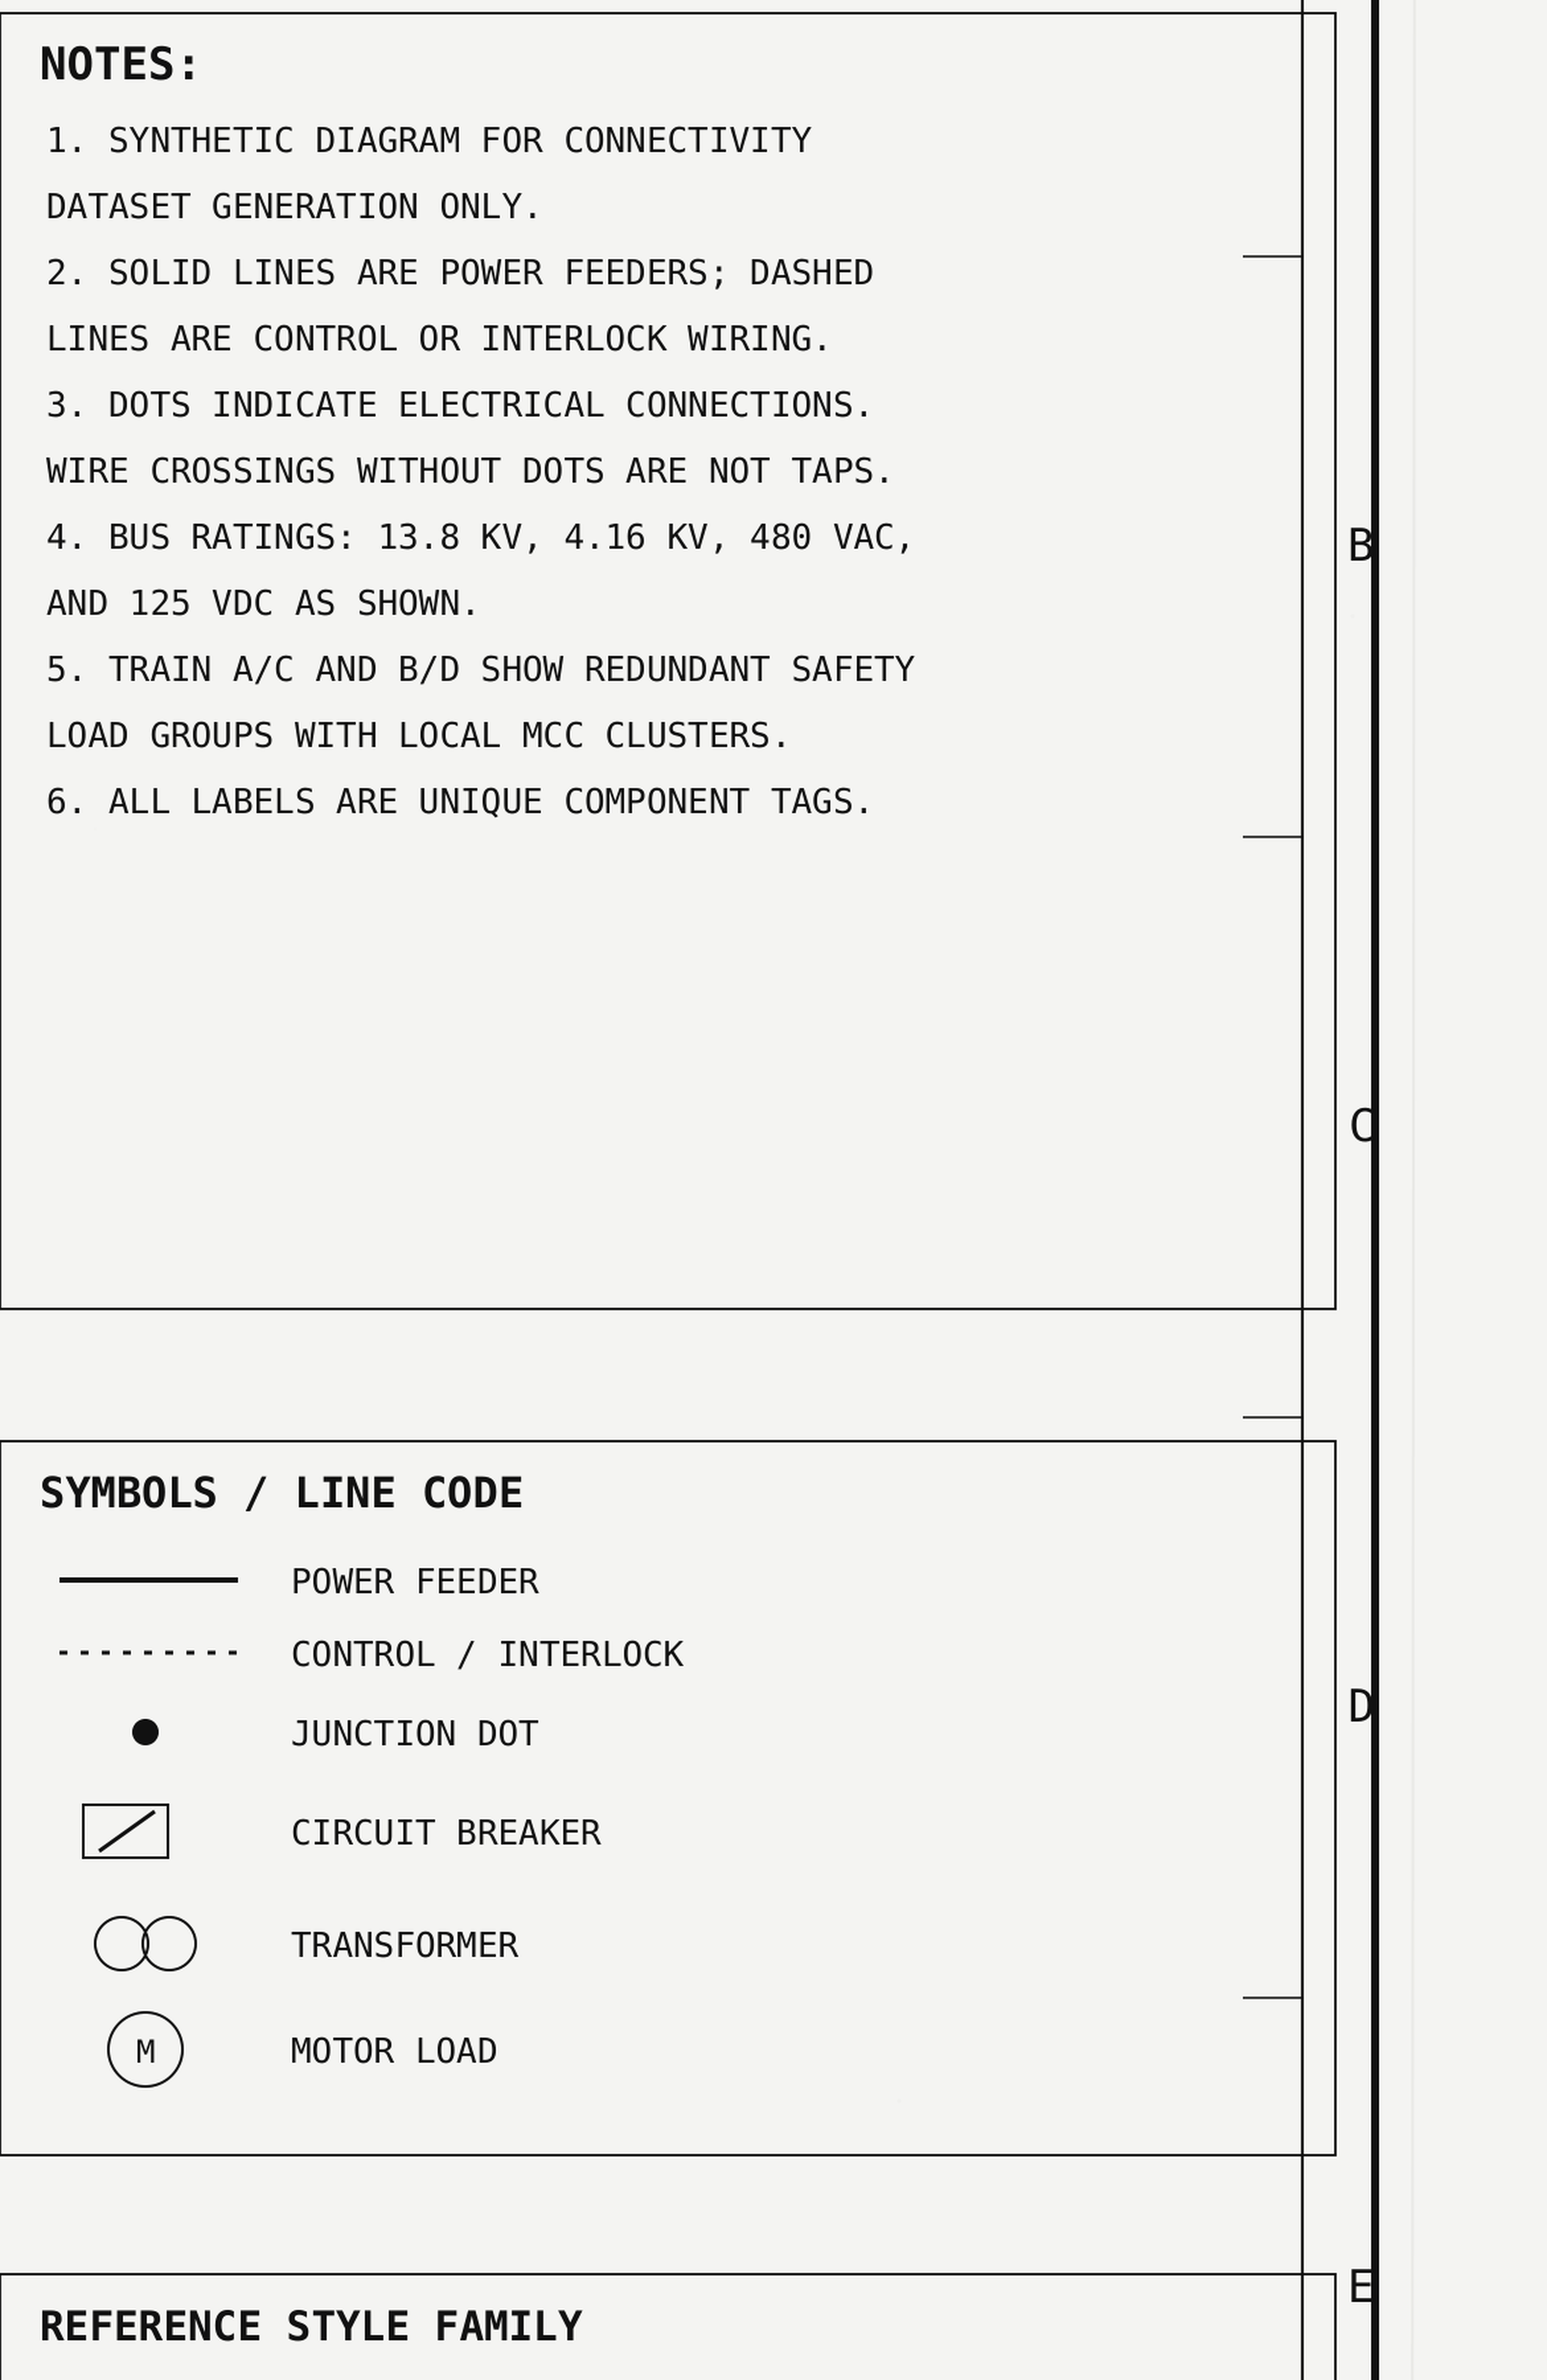 NOTES:
1. SYNTHETIC DIAGRAM FOR CONNECTIVITY
DATASET GENERATION ONLY.
2. SOLID LINES ARE POWER FEEDERS; DASHED
LINES ARE CONTROL OR INTERLOCK WIRING.
3. DOTS INDICATE ELECTRICAL CONNECTIONS.
WIRE CROSSINGS WITHOUT DOTS ARE NOT TAPS.
4. BUS RATINGS: 13.8 KV, 4.16 KV, 480 VAC,
AND 125 VDC AS SHOWN.
5. TRAIN A/C AND B/D SHOW REDUNDANT SAFETY
LOAD GROUPS WITH LOCAL MCC CLUSTERS.
6. ALL LABELS ARE UNIQUE COMPONENT TAGS.
B
C
SYMBOLS / LINE CODE
POWER FEEDER
CONTROL / INTERLOCK
JUNCTION DOT
D
CIRCUIT BREAKER
TRANSFORMER
M MOTOR LOAD
E
REFERENCE STYLE FAMILY